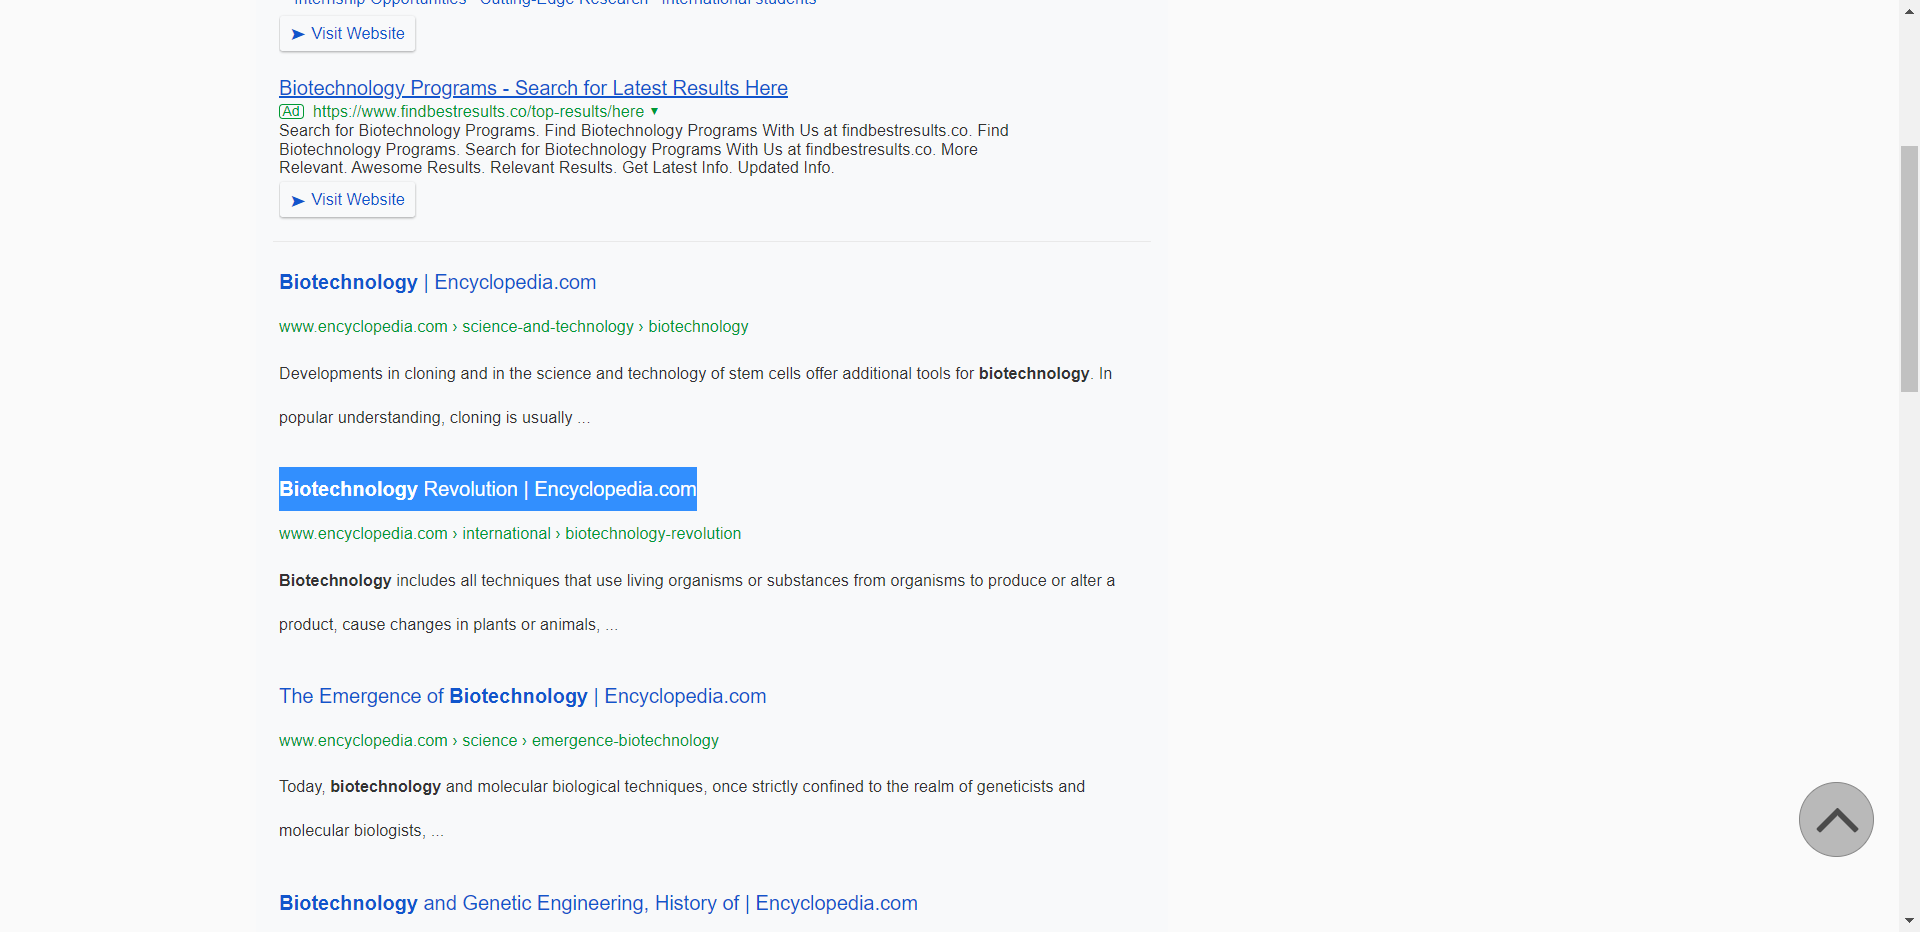 Internship Opportunities · Cutting-Edge Research · International students
Visit Website
Biotechnology Programs - Search for Latest Results Here
Ad https://www.findbestresults.co/top-results/here
Search for Biotechnology Programs. Find Biotechnology Programs With Us at findbestresults.co. Find
Biotechnology Programs. Search for Biotechnology Programs With Us at findbestresults.co. More
Relevant. Awesome Results. Relevant Results. Get Latest Info. Updated Info.
Visit Website
Biotechnology | Encyclopedia.com
www.encyclopedia.com › science-and-technology › biotechnology
Developments in cloning and in the science and technology of stem cells offer additional tools for biotechnology. In
popular understanding, cloning is usually ...
Biotechnology Revolution | Encyclopedia.com
www.encyclopedia.com › international › biotechnology-revolution
Biotechnology includes all techniques that use living organisms or substances from organisms to produce or alter a
product, cause changes in plants or animals, ...
The Emergence of Biotechnology | Encyclopedia.com
www.encyclopedia.com › science › emergence-biotechnology
Today, biotechnology and molecular biological techniques, once strictly confined to the realm of geneticists and
molecular biologists, ...
Biotechnology and Genetic Engineering, History of | Encyclopedia.com